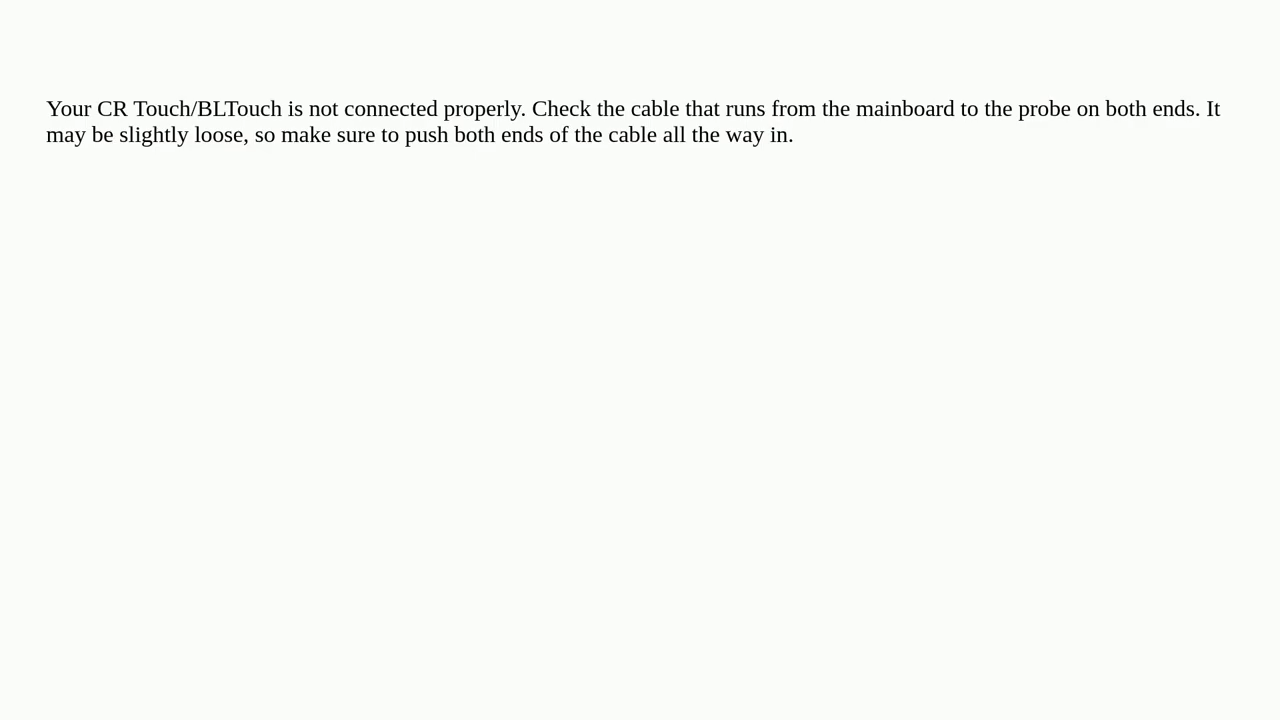 Your CR Touch/BLTouch is not connected properly. Check the cable that runs from the mainboard to the probe on both ends. It
may be slightly loose, so make sure to push both ends of the cable all the way in.